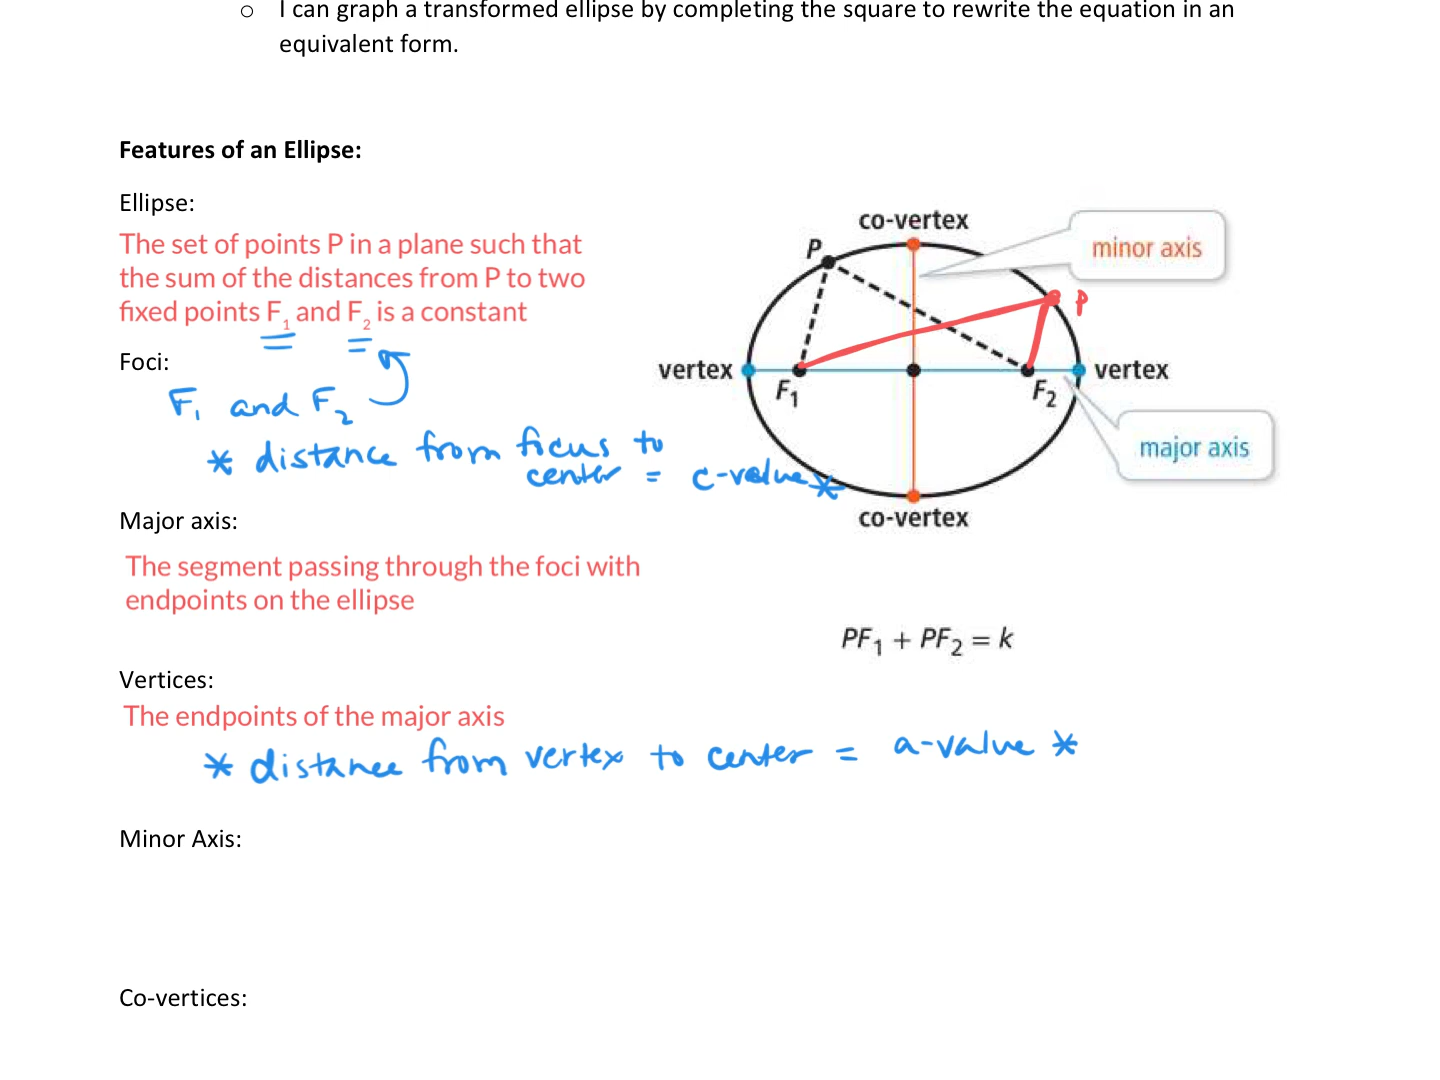 ○ I can graph a transformed ellipse by completing the square to rewrite the equation in an
equivalent form.
Features of an Ellipse:
Ellipse:
The set of points P in a plane such that
the sum of the distances from P to two
fixed points F₁ and F₂ is a constant
Foci:
F₁ and F₂
* distance from focus to
center = c-value *
co-vertex
minor axis
P
P
vertex
F₁
F₂
vertex
major axis
co-vertex
Major axis:
The segment passing through the foci with
endpoints on the ellipse
PF₁ + PF₂ = k
Vertices:
The endpoints of the major axis
* distance from vertex to center = a-value *
Minor Axis:
Co-vertices: